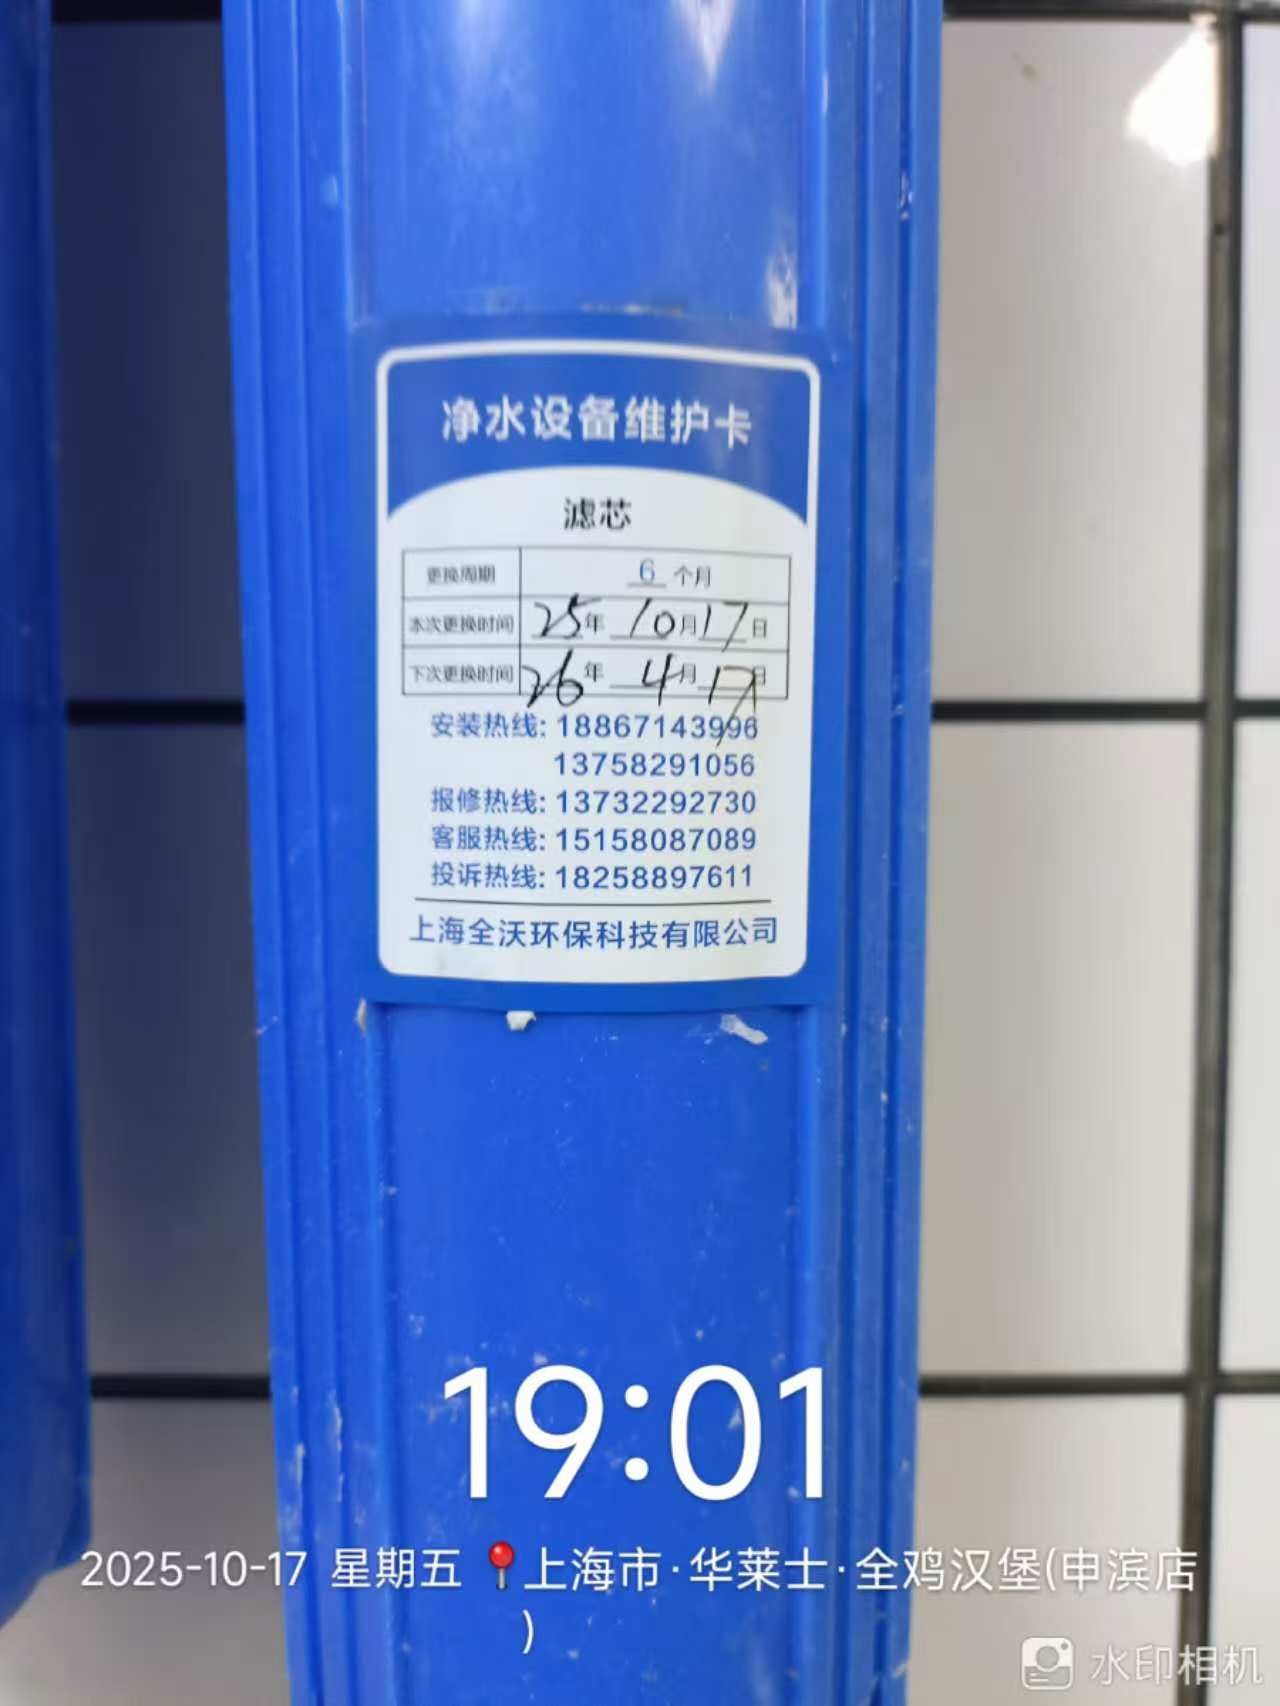 净水设备维护卡
滤芯
更换周期 6 个月
本次更换时间 25年 10月17日
下次更换时间 26年 4月17日
安装热线: 18867143996
13758291056
报修热线: 13732292730
客服热线: 15158087089
投诉热线: 18258897611
上海全沃环保科技有限公司
19:01
2025-10-17 星期五 上海市·华莱士·全鸡汉堡(申滨店
)
水印相机